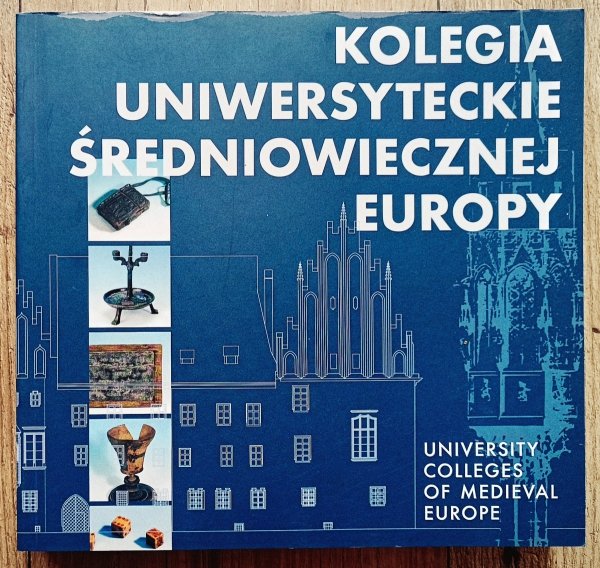 KOLEGIA
UNIWERSYTECKIE
ŚREDNIOWIECZNEJ
EUROPY
UNIVERSITY
COLLEGES
OF MEDIEVAL
EUROPE